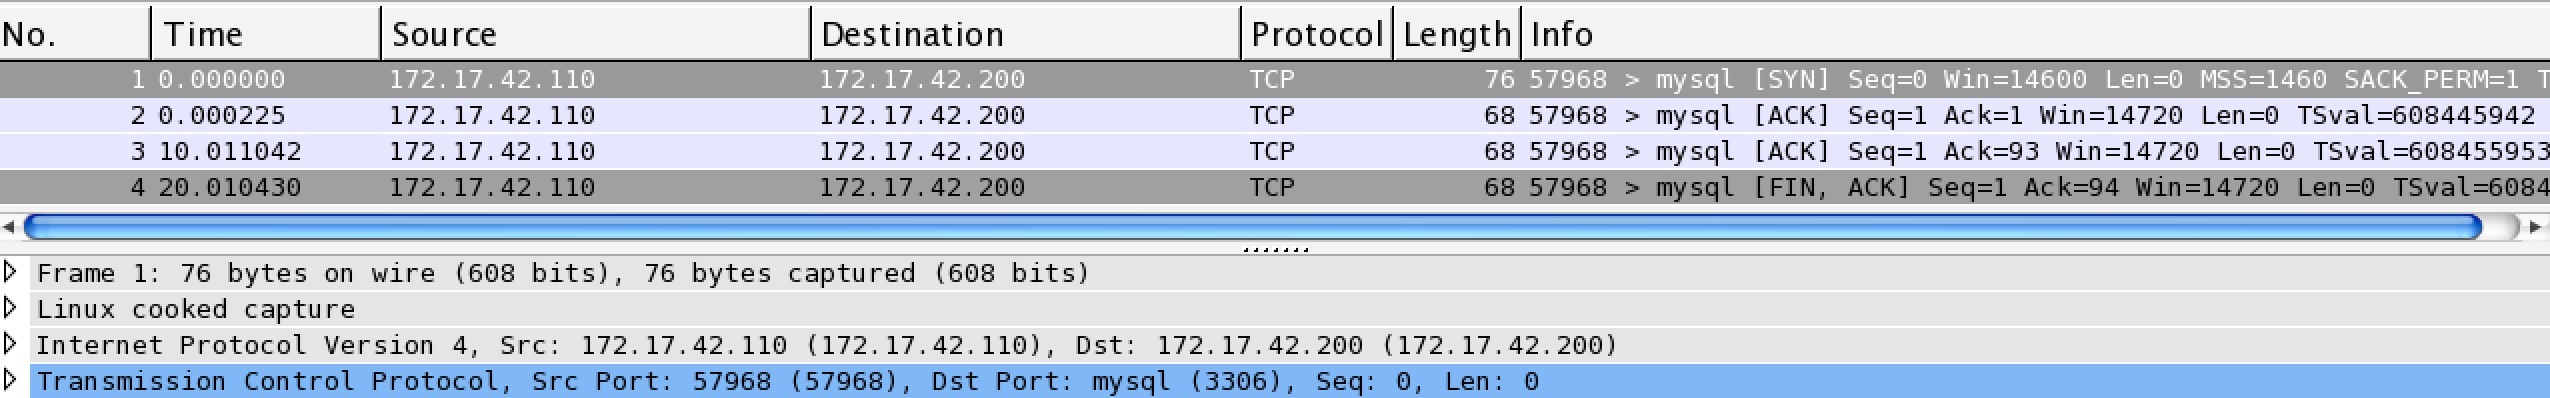 No. Time Source Destination Protocol Length Info
1 0.000000 172.17.42.110 172.17.42.200 TCP 76 57968 > mysql [SYN] Seq=0 Win=14600 Len=0 MSS=1460 SACK_PERM=1 T
2 0.000225 172.17.42.110 172.17.42.200 TCP 68 57968 > mysql [ACK] Seq=1 Ack=1 Win=14720 Len=0 TSval=608445942
3 10.011042 172.17.42.110 172.17.42.200 TCP 68 57968 > mysql [ACK] Seq=1 Ack=93 Win=14720 Len=0 TSval=608455953
4 20.010430 172.17.42.110 172.17.42.200 TCP 68 57968 > mysql [FIN, ACK] Seq=1 Ack=94 Win=14720 Len=0 TSval=6084
Frame 1: 76 bytes on wire (608 bits), 76 bytes captured (608 bits)
Linux cooked capture
Internet Protocol Version 4, Src: 172.17.42.110 (172.17.42.110), Dst: 172.17.42.200 (172.17.42.200)
Transmission Control Protocol, Src Port: 57968 (57968), Dst Port: mysql (3306), Seq: 0, Len: 0